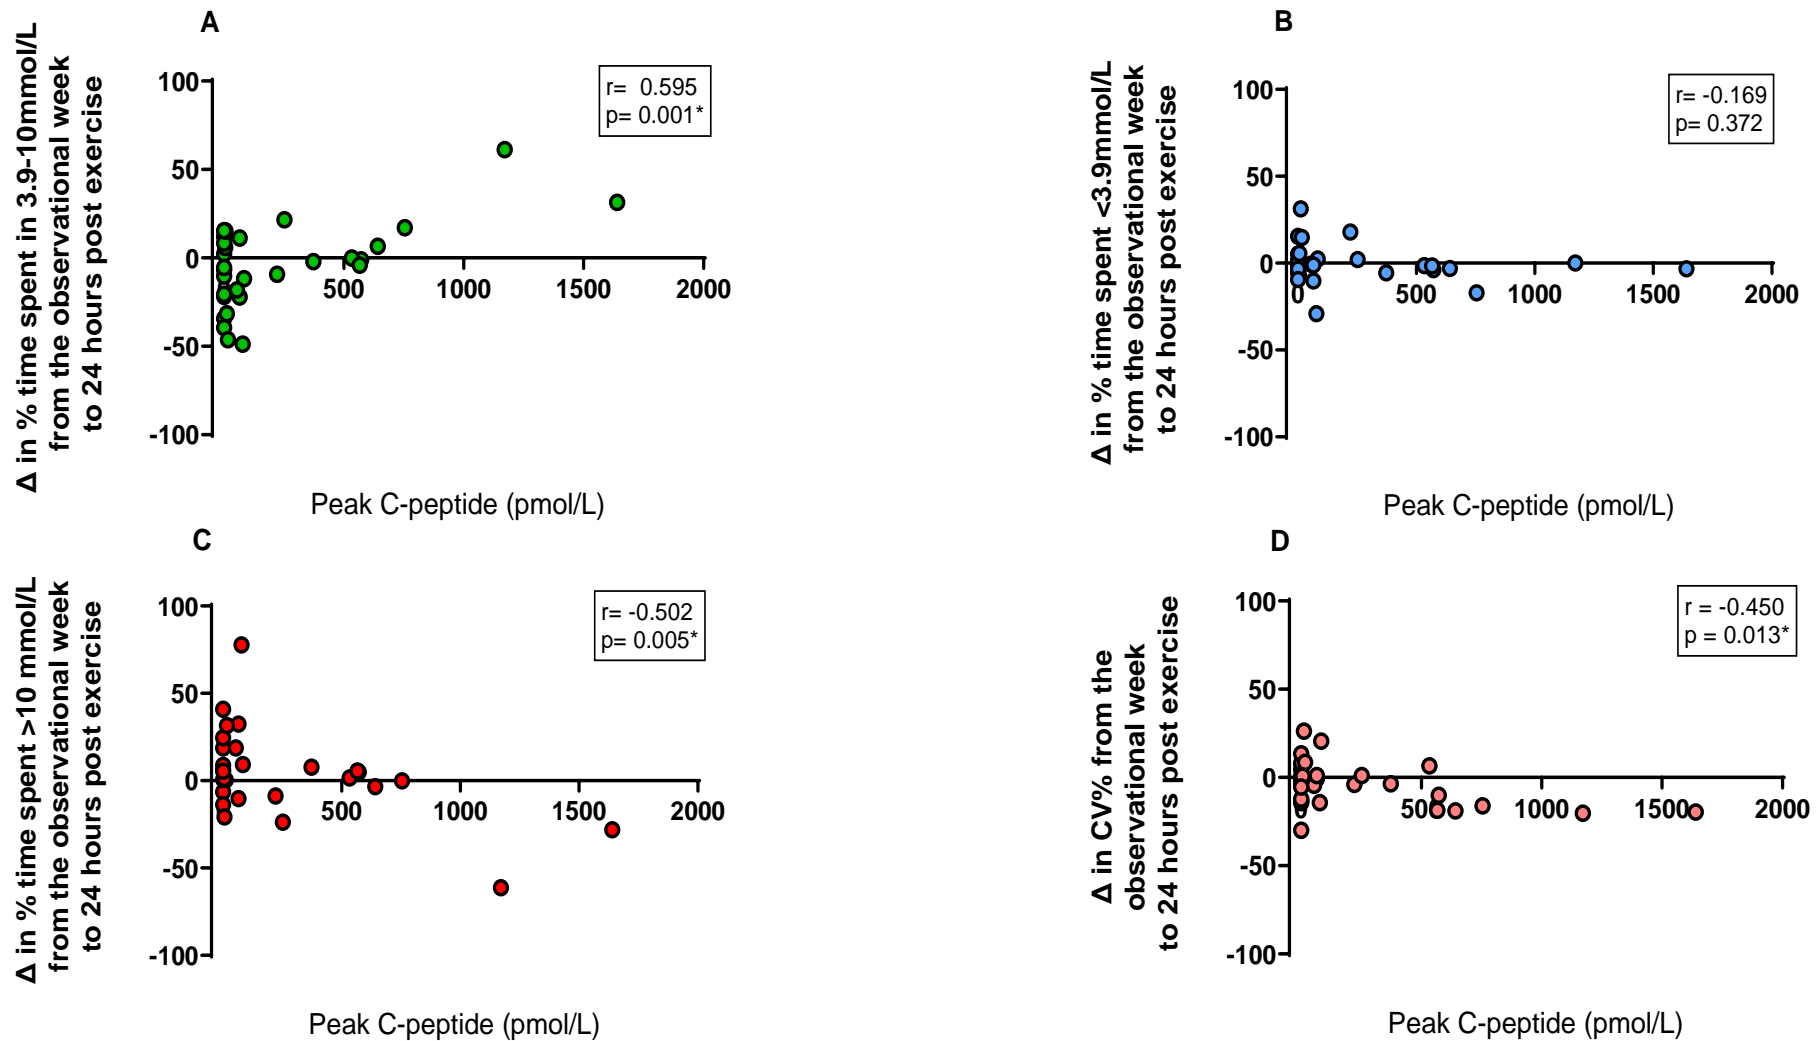 A
Δ in % time spent in 3.9-10mmol/L
from the observational week
to 24 hours post exercise
100
50
0
-50
-100
500
1000
1500
2000
r= 0.595
p= 0.001*
Peak C-peptide (pmol/L)
B
Δ in % time spent <3.9mmol/L
from the observational week
to 24 hours post exercise
100
50
0
-50
-100
0
500
1000
1500
2000
r= -0.169
p= 0.372
Peak C-peptide (pmol/L)
C
Δ in % time spent >10 mmol/L
from the observational week
to 24 hours post exercise
100
50
0
-50
-100
500
1000
1500
2000
r= -0.502
p= 0.005*
Peak C-peptide (pmol/L)
D
Δ in CV% from the
observational week
to 24 hours post exercise
100
50
0
-50
-100
0
500
1000
1500
2000
r = -0.450
p = 0.013*
Peak C-peptide (pmol/L)